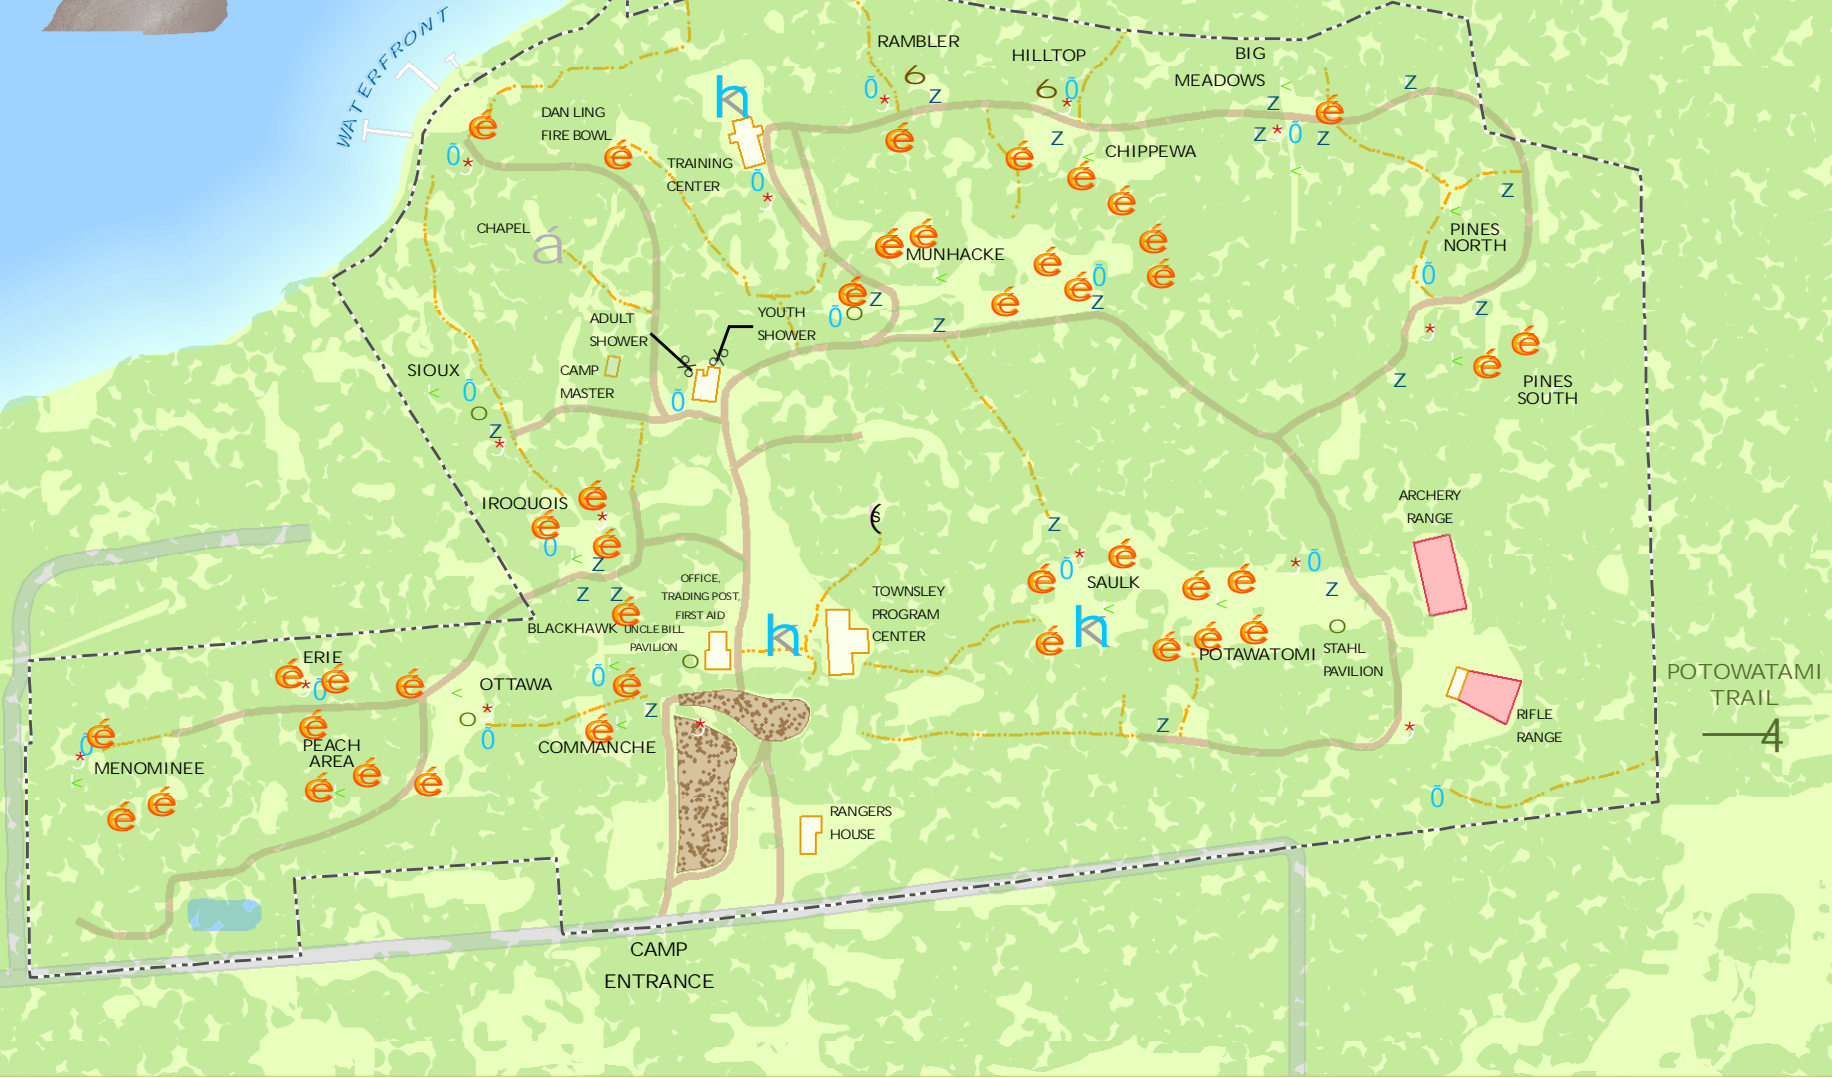 WATERFRONT
RAMBLER
HILLTOP
BIG
MEADOWS
DAN LING
FIRE BOWL
TRAINING
CENTER
CHIPPEWA
CHAPEL
MUNHACKE
PINES
NORTH
ADULT
SHOWER
YOUTH
SHOWER
SIOUX
CAMP
MASTER
PINES
SOUTH
IROQUOIS
ARCHERY
RANGE
OFFICE,
TRADING POST,
FIRST AID
TOWNSLEY
PROGRAM
CENTER
SAULK
BLACKHAWK
UNCLE BILL
PAVILION
POTAWATOMI
STAHL
PAVILION
ERIE
OTTAWA
POTOWATAMI
TRAIL
4
RIFLE
RANGE
PEACH
AREA
COMMANCHE
MENOMINEE
RANGERS
HOUSE
CAMP
ENTRANCE